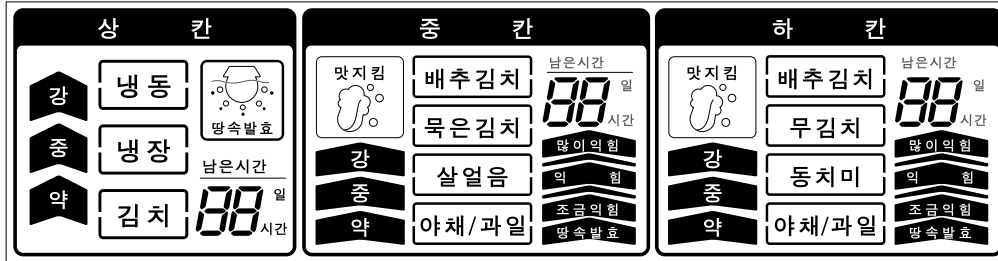 상 칸
강
중
약
냉동
냉장
김치
땅속발효
남은시간
88 일
시간
중 칸
맛지킴
강
중
약
배추김치
묵은김치
살얼음
야채/과일
남은시간
88 일
시간
많이익힘
익 힘
조금익힘
땅속발효
하 칸
맛지킴
강
중
약
배추김치
무김치
동치미
야채/과일
남은시간
88 일
시간
많이익힘
익 힘
조금익힘
땅속발효